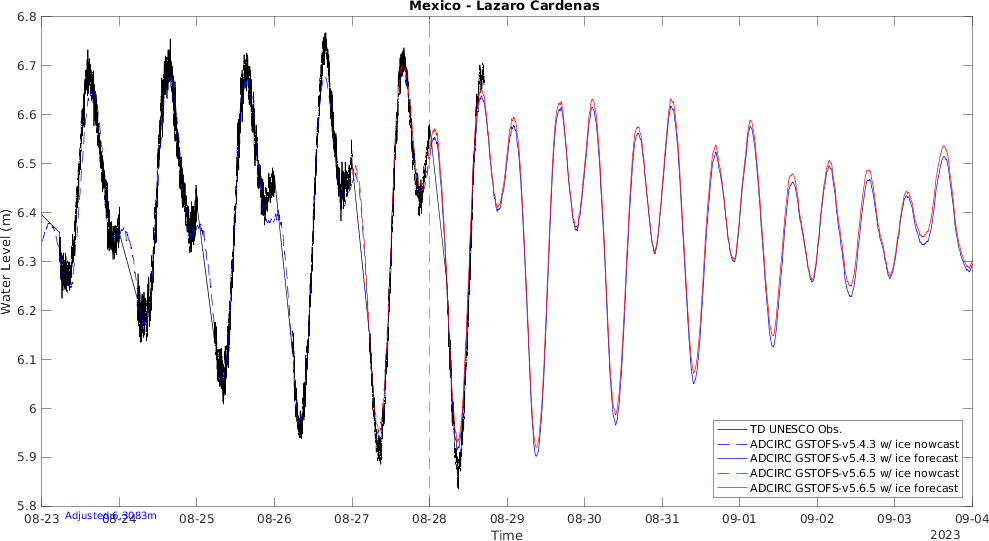 Mexico - Lazaro Cardenas
6.8
6.7
6.6
6.5
6.4
6.3
6.2
6.1
6
5.9
5.8
Water Level (m)
TD UNESCO Obs.
ADCIRC GSTOFS-v5.4.3 w/ ice nowcast
ADCIRC GSTOFS-v5.4.3 w/ ice forecast
ADCIRC GSTOFS-v5.6.5 w/ ice nowcast
ADCIRC GSTOFS-v5.6.5 w/ ice forecast
08-23 08-24 08-25 08-26 08-27 08-28 08-29 08-30 08-31 09-01 09-02 09-03 09-04
Adjusted 6.3083m
Time
2023